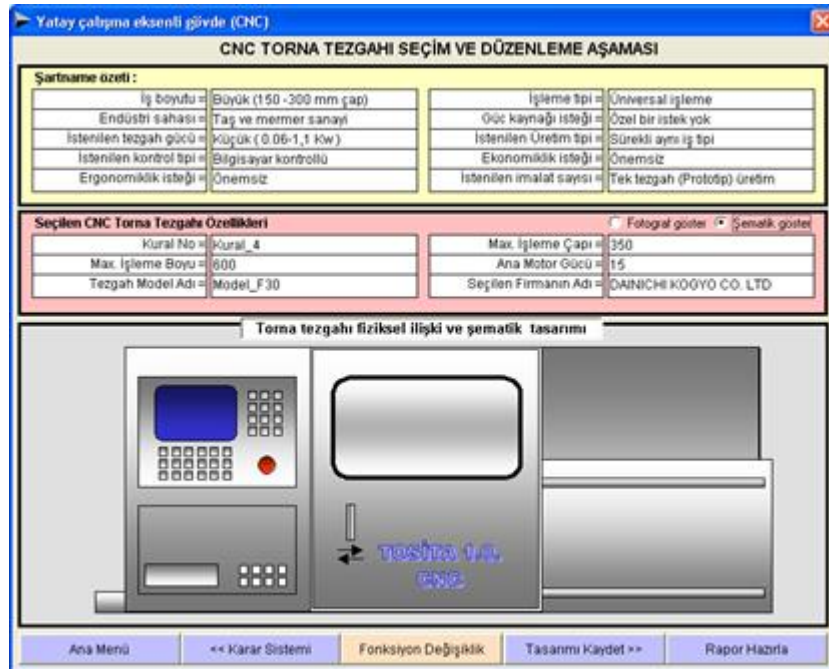 Yatay çalışma eksenli gövde (CNC)
CNC TORNA TEZGAHI SEÇİM VE DÜZENLEME AŞAMASI
Şartname özeti :
İş boyutu = Büyük (150 -300 mm çap)
İşleme tipi = Üniversal işleme
Endüstri sahası = Taş ve mermer sanayi
Güç kaynağı isteği = Özel bir istek yok
İstenilen tezgah gücü = Küçük ( 0.06-1,1 Kw )
İstenilen Üretim tipi = Sürekli aynı iş tipi
İstenilen kontrol tipi = Bilgisayar kontrollü
Ekonomiklik isteği = Önemsiz
Ergonomiklik isteği = Önemsiz
İstenilen imalat sayısı = Tek tezgah (Prototip) üretim
Seçilen CNC Torna Tezgahı Özellikleri
Fotograf göster
Şematik göster
Kural No = Kural_4
Max. İşleme Çapı = 350
Max. İşleme Boyu = 600
Ana Motor Gücü = 15
Tezgah Model Adı = Model_F30
Seçilen Firmanın Adı = DAINICHI KOGYO CO. LTD
Torna tezgahı fiziksel ilişki ve şematik tasarımı
TOSİTA 1.0.
CNC
Ana Menü
<< Karar Sistemi
Fonksiyon Değişiklik
Tasarımı Kaydet >>
Rapor Hazırla